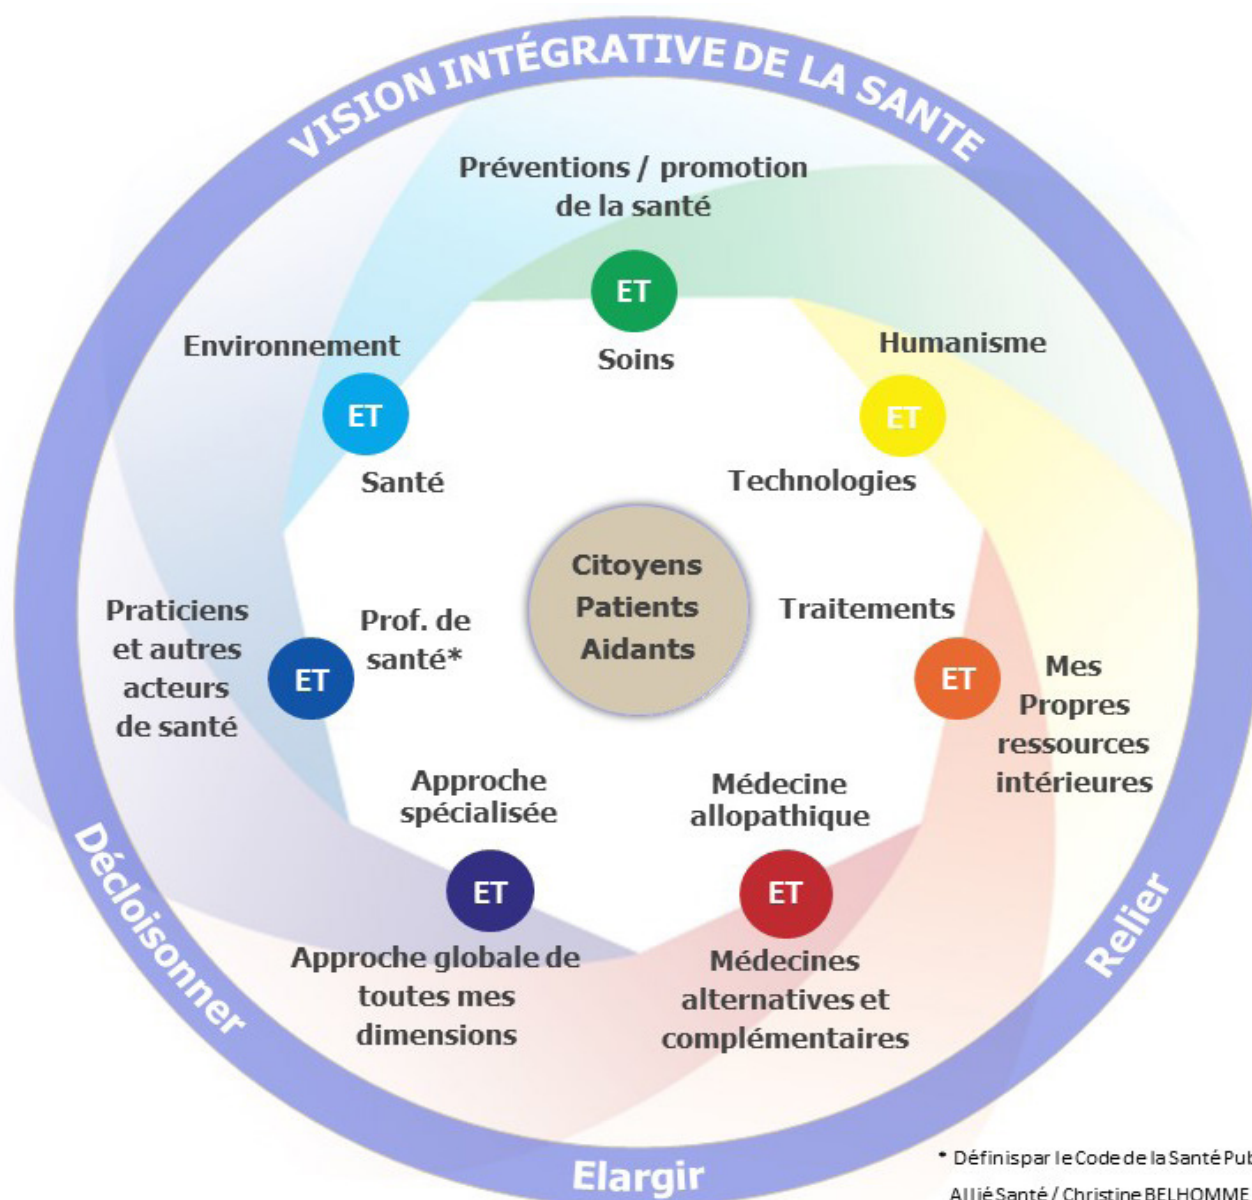 VISION INTÉGRATIVE DE LA SANTE
Préventions / promotion
de la santé
ET
Soins
Environnement
ET
Santé
Humanisme
ET
Technologies
Citoyens
Patients
Aidants
Praticiens
et autres
acteurs
de santé
ET
Prof. de
santé*
Traitements
ET
Mes
Propres
ressources
intérieures
Approche
spécialisée
ET
Approche globale de
toutes mes
dimensions
Médecine
allopathique
ET
Médecines
alternatives et
complémentaires
Décloisonner
Elargir
Relier
* Définis par le Code de la Santé
Allié Santé / Christine BELHOMME